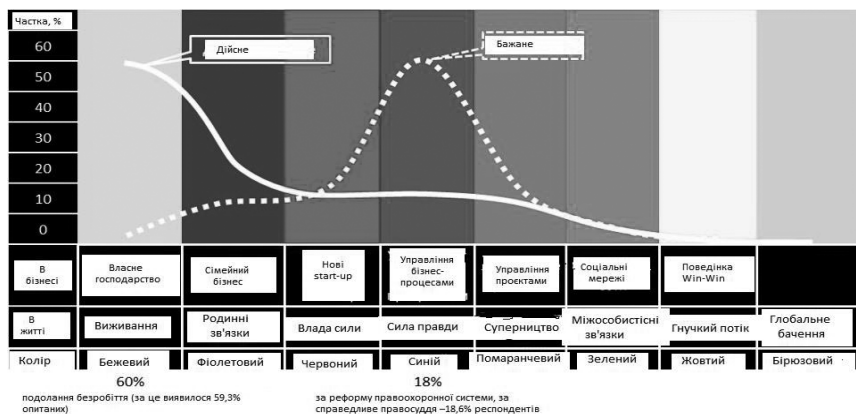 Частка, %
60
50
40
30
20
10
0
Дійсне
Бажане
В
бізнесі
Власне
господарство
Сімейний
бізнес
Нові
start-up
Управління
бізнес-
процесами
Управління
проєктами
Соціальні
мережі
Поведінка
Win-Win
В
житті
Виживання
Родинні
зв'язки
Влада сили
Сила правди
Суперництво
Міжособистісні
зв'язки
Гнучкий потік
Глобальне
бачення
Колір
Бежевий
Фіолетовий
Червоний
Синій
Помаранчевий
Зелений
Жовтий
Бірюзовий
60%
подолання безробіття (за це виявилося 59,3%
опитаних)
18%
за реформу правоохоронної системи, за
справедливе правосуддя –18,6% респондентів